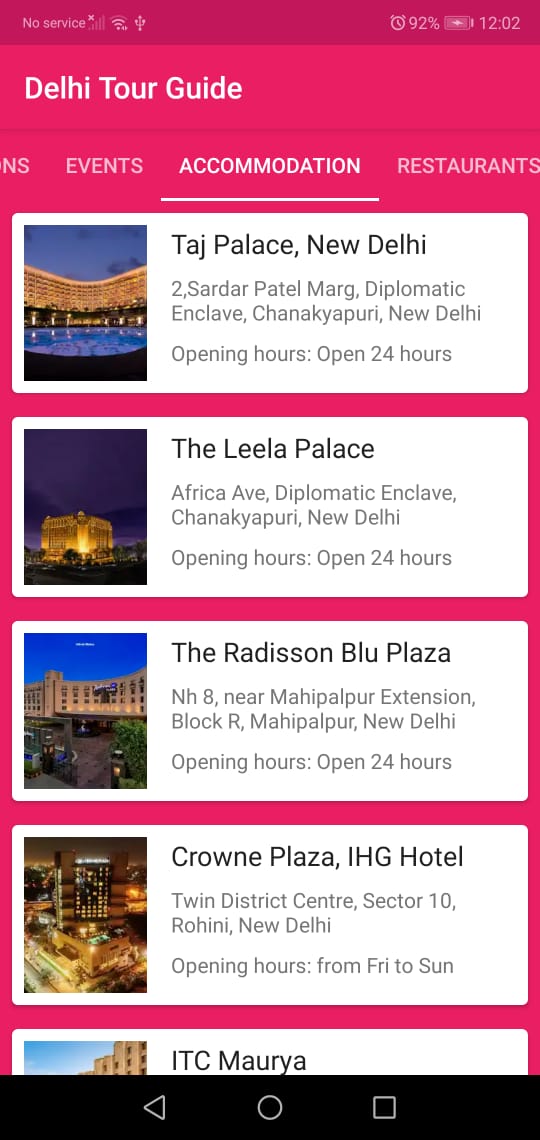 No service 92% 12:02
Delhi Tour Guide
ONS EVENTS ACCOMMODATION RESTAURANTS
Taj Palace, New Delhi
2,Sardar Patel Marg, Diplomatic
Enclave, Chanakyapuri, New Delhi
Opening hours: Open 24 hours
The Leela Palace
Africa Ave, Diplomatic Enclave,
Chanakyapuri, New Delhi
Opening hours: Open 24 hours
The Radisson Blu Plaza
Nh 8, near Mahipalpur Extension,
Block R, Mahipalpur, New Delhi
Opening hours: Open 24 hours
Crowne Plaza, IHG Hotel
Twin District Centre, Sector 10,
Rohini, New Delhi
Opening hours: from Fri to Sun
ITC Maurya